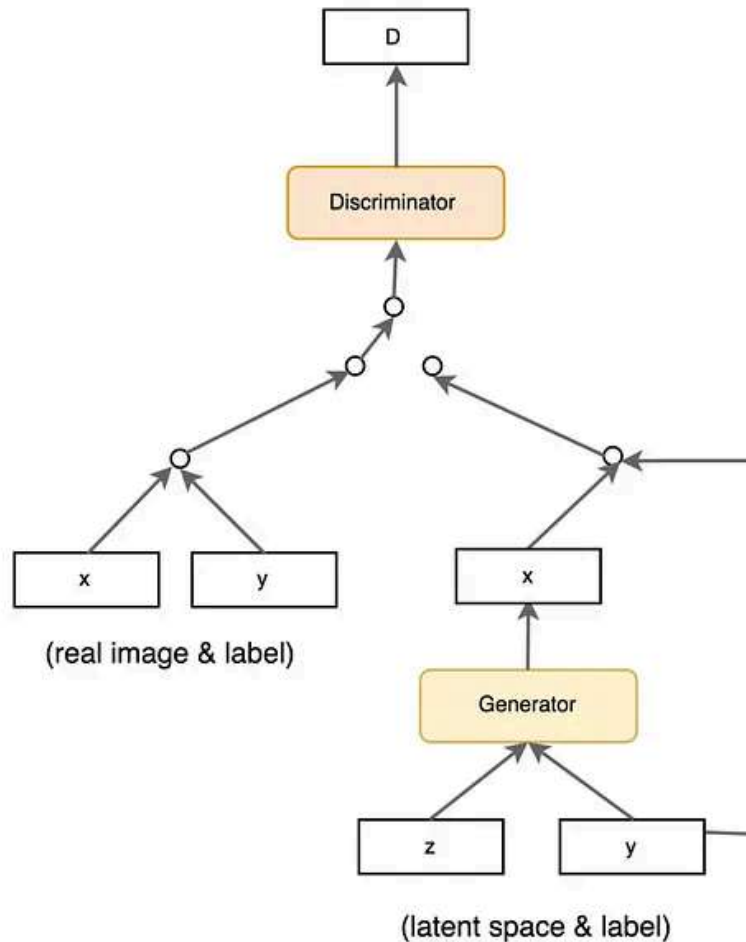 D
Discriminator
x
y
x
(real image & label)
Generator
z
y
(latent space & label)